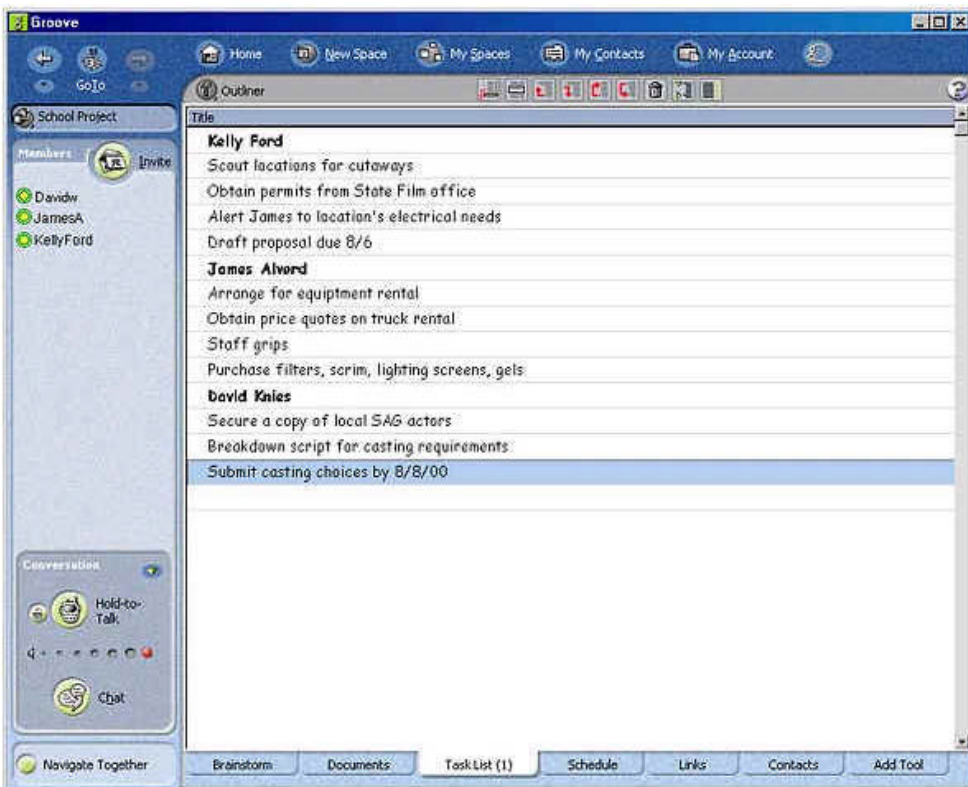 Groove
Home New Space My Spaces My Contacts My Account
GoTo
Outliner
School Project
Title
Members Invite
Davidw
JamesA
KellyFord
Kelly Ford
Scout locations for cutaways
Obtain permits from State Film office
Alert James to location's electrical needs
Draft proposal due 8/6
James Alvord
Arrange for equiptment rental
Obtain price quotes on truck rental
Staff grips
Purchase filters, scrim, lighting screens, gels
David Knies
Secure a copy of local SAG actors
Breakdown script for casting requirements
Submit casting choices by 8/8/00
Conversation
Hold-to-
Talk
Chat
Navigate Together
Brainstorm Documents Task List (1) Schedule Links Contacts Add Tool